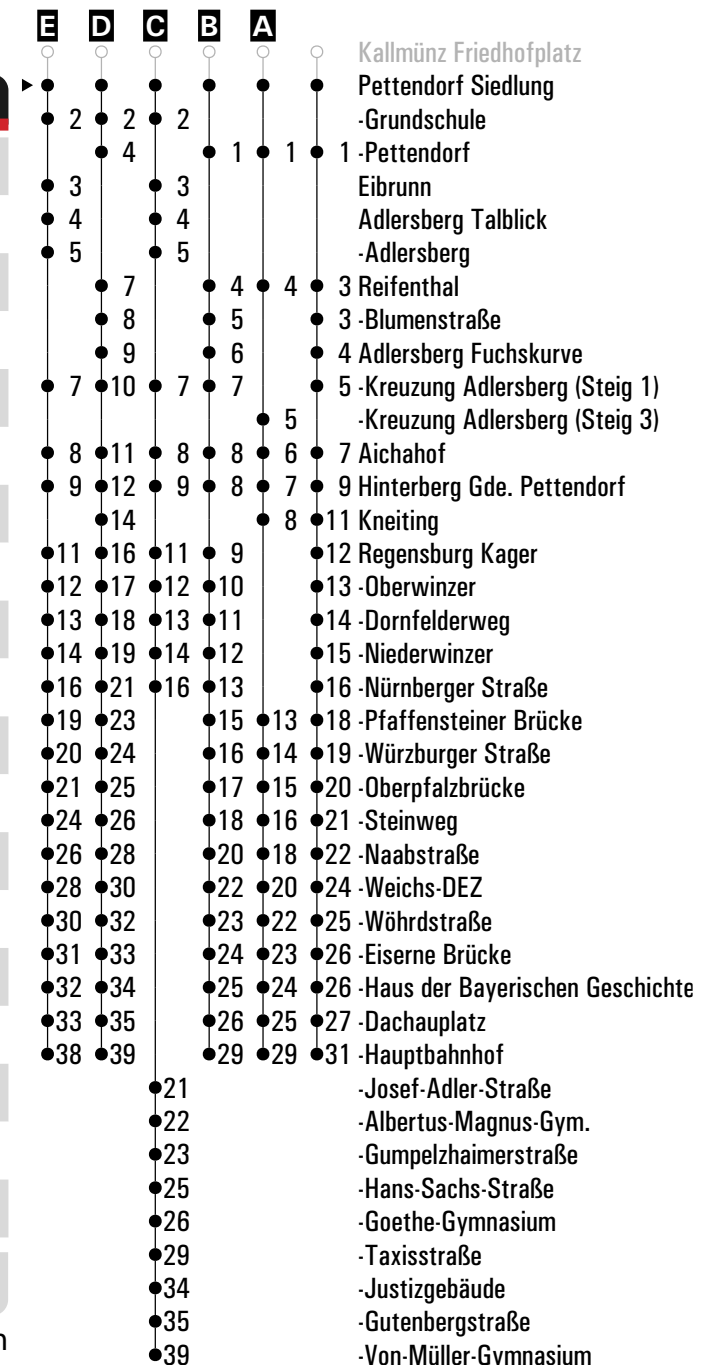 E D C B A
Kallmünz Friedhofplatz
Pettendorf Siedlung
2 2 2 -Grundschule
4 1 1 1 -Pettendorf
3 3 Eibrunn
4 4 Adlersberg Talblick
5 5 -Adlersberg
7 4 4 3 Reifenthal
8 5 3 -Blumenstraße
9 6 4 Adlersberg Fuchskurve
7 10 7 7 5 -Kreuzung Adlersberg (Steig 1)
5 -Kreuzung Adlersberg (Steig 3)
8 11 8 8 6 7 Aichahof
9 12 9 8 7 9 Hinterberg Gde. Pettendorf
14 8 11 Kneiting
11 16 11 9 12 Regensburg Kager
12 17 12 10 13 -Oberwinzer
13 18 13 11 14 -Dornfelderweg
14 19 14 12 15 -Niederwinzer
16 21 16 13 16 -Nürnberger Straße
19 23 15 13 18 -Pfaffensteiner Brücke
20 24 16 14 19 -Würzburger Straße
21 25 17 15 20 -Oberpfalzbrücke
24 26 18 16 21 -Steinweg
26 28 20 18 22 -Naabstraße
28 30 22 20 24 -Weichs-DEZ
30 32 23 22 25 -Wöhrdstraße
31 33 24 23 26 -Eiserne Brücke
32 34 25 24 26 -Haus der Bayerischen Geschichte
33 35 26 25 27 -Dachauplatz
38 39 29 29 31 -Hauptbahnhof
21 -Josef-Adler-Straße
22 -Albertus-Magnus-Gym.
23 -Gumpelzhaimerstraße
25 -Hans-Sachs-Straße
26 -Goethe-Gymnasium
29 -Taxisstraße
34 -Justizgebäude
35 -Gutenbergstraße
39 -Von-Müller-Gymnasium